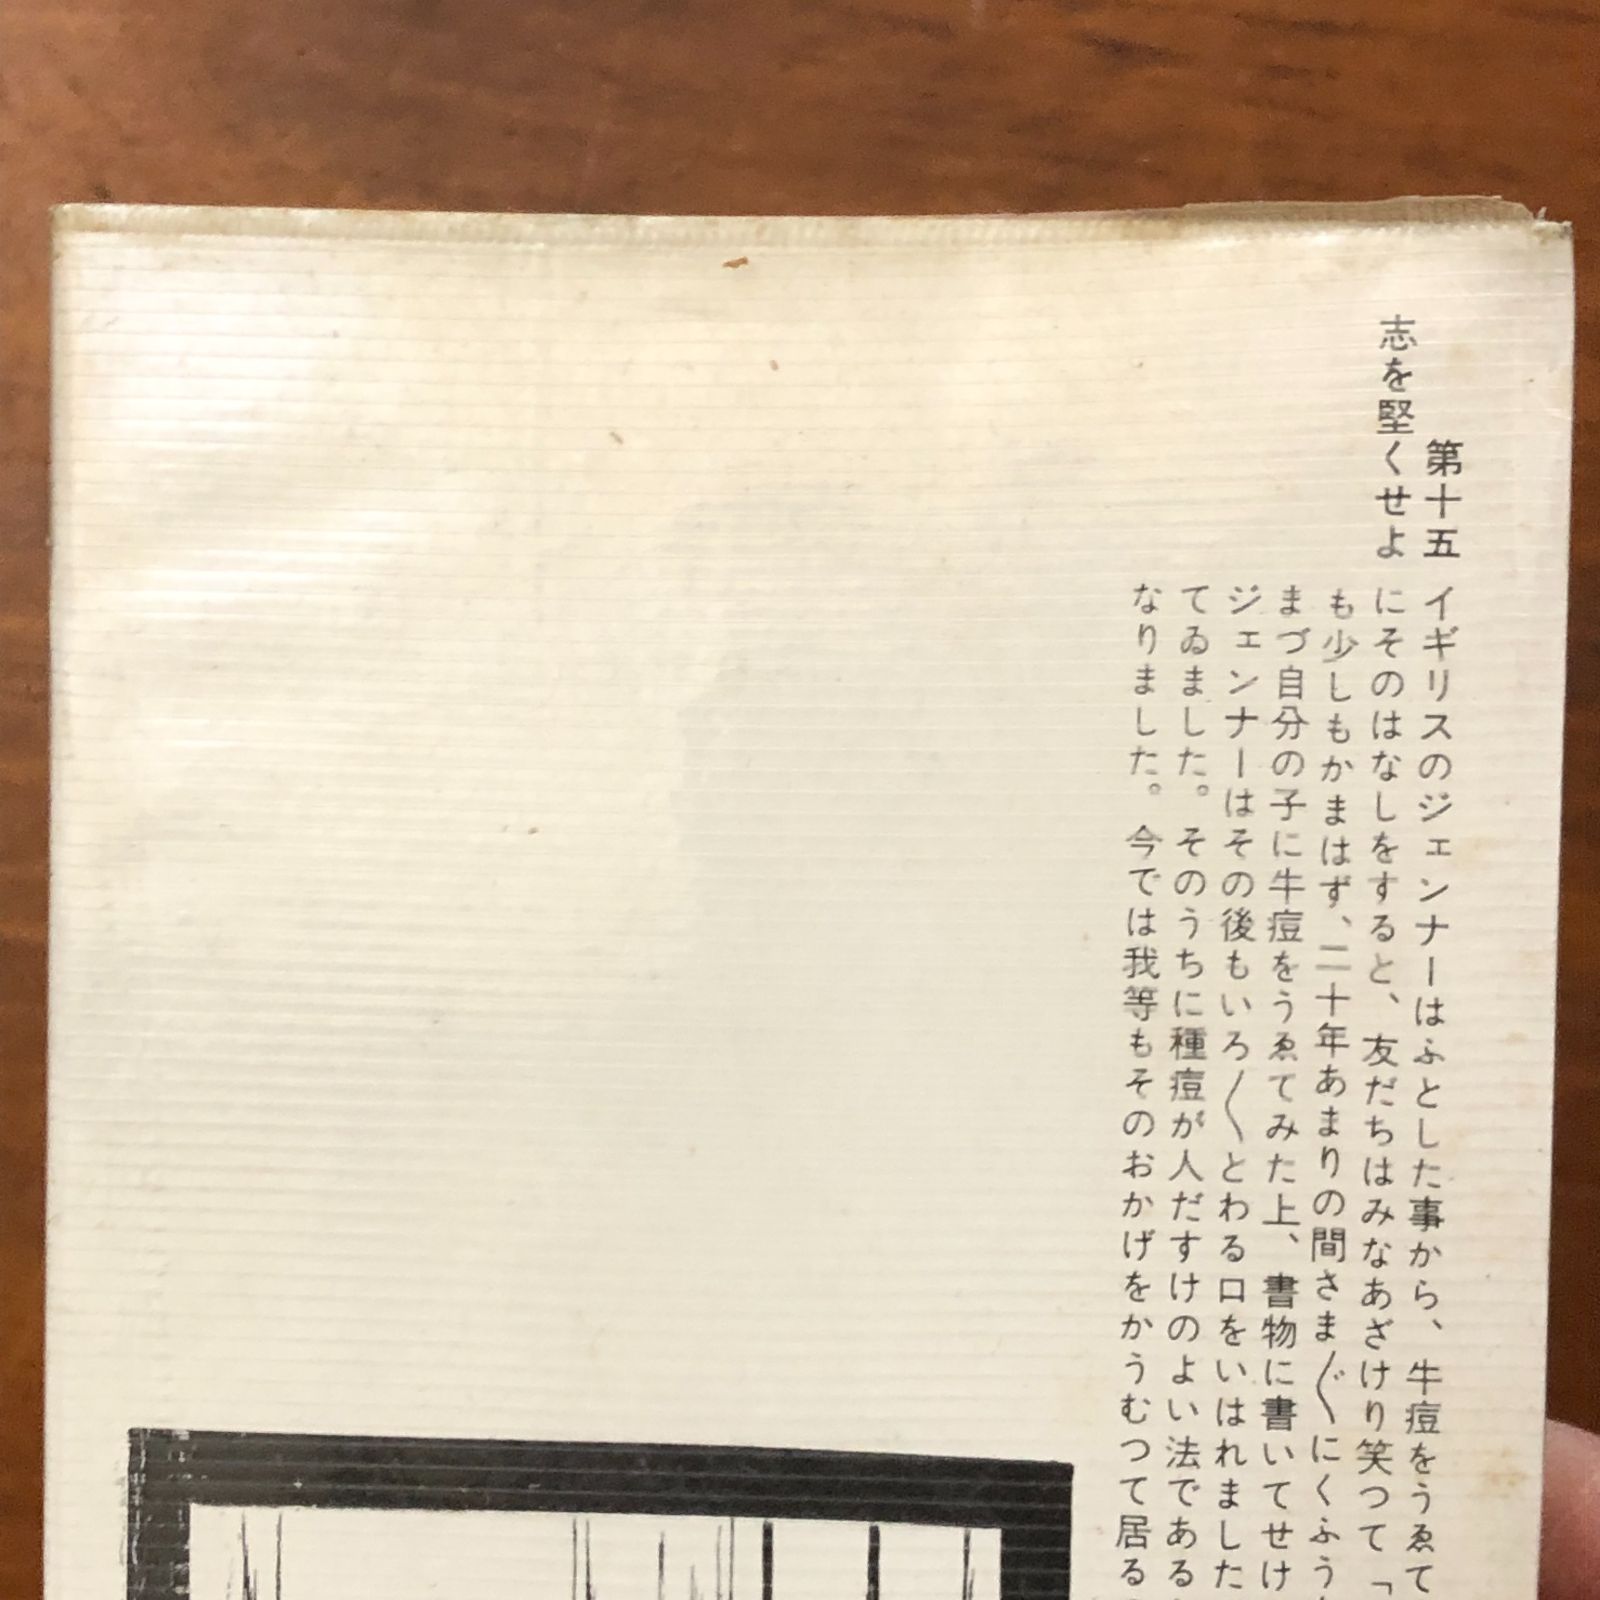 第十五
志を堅くせよ
イギリスのジェンナーはふとした事から、牛痘をうゑて
にそのはなしをすると、友だちはみなあざけり笑つて「
も少しもかまはず、二十年あまりの間さま〴〵にくふう
まづ自分の子に牛痘をうゑてみた上、書物に書いてせけ
ジェンナーはその後もいろ〳〵とわる口をいはれました
てゐました。そのうちに種痘が人だすけのよい法である
なりました。今では我等もそのおかげをかうむつて居る